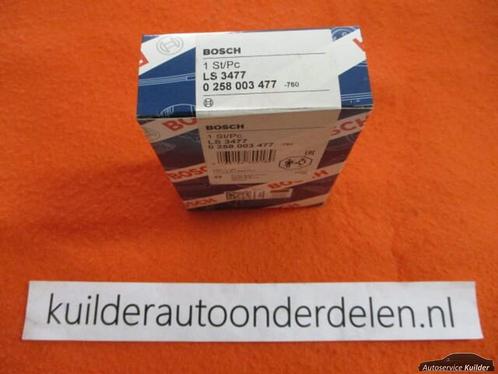 BOSCH
1 St/Pc
LS 3477
0 258 003 477 -760
BOSCH
1 St/Pc
LS 3477
0 258 003 477 -760
BOSCH
kuilderautoonderdelen.nl
Autoservice Kuilder